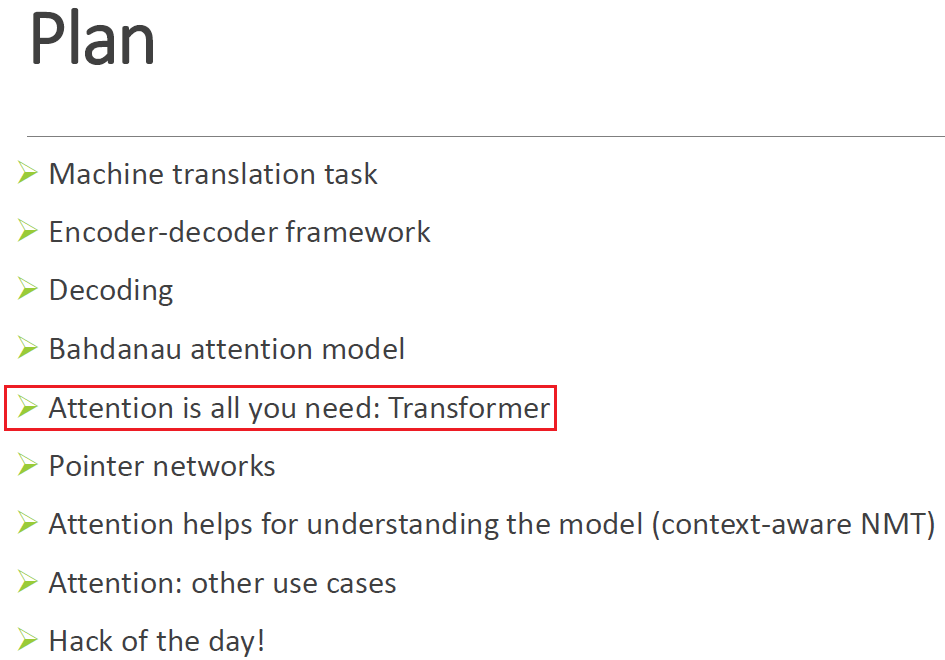 Plan
Machine translation task
Encoder-decoder framework
Decoding
Bahdanau attention model
Attention is all you need: Transformer
Pointer networks
Attention helps for understanding the model (context-aware NMT)
Attention: other use cases
Hack of the day!